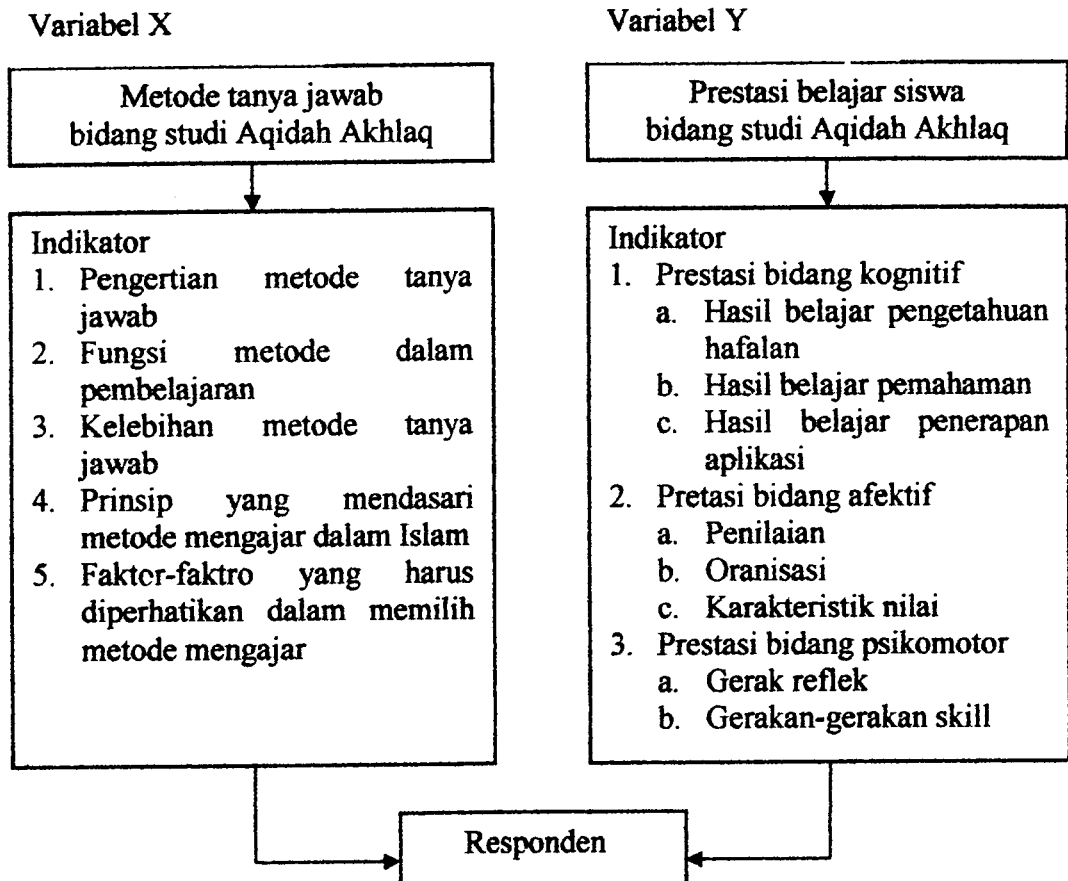 Variabel X
Metode tanya jawab
bidang studi Aqidah Akhlaq
Indikator
1. Pengertian metode tanya
jawab
2. Fungsi metode dalam
pembelajaran
3. Kelebihan metode tanya
jawab
4. Prinsip yang mendasari
metode mengajar dalam Islam
5. Faktor-faktro yang harus
diperhatikan dalam memilih
metode mengajar
Variabel Y
Prestasi belajar siswa
bidang studi Aqidah Akhlaq
Indikator
1. Prestasi bidang kognitif
a. Hasil belajar pengetahuan
hafalan
b. Hasil belajar pemahaman
c. Hasil belajar penerapan
aplikasi
2. Pretasi bidang afektif
a. Penilaian
b. Oranisasi
c. Karakteristik nilai
3. Prestasi bidang psikomotor
a. Gerak reflek
b. Gerakan-gerakan skill
Responden